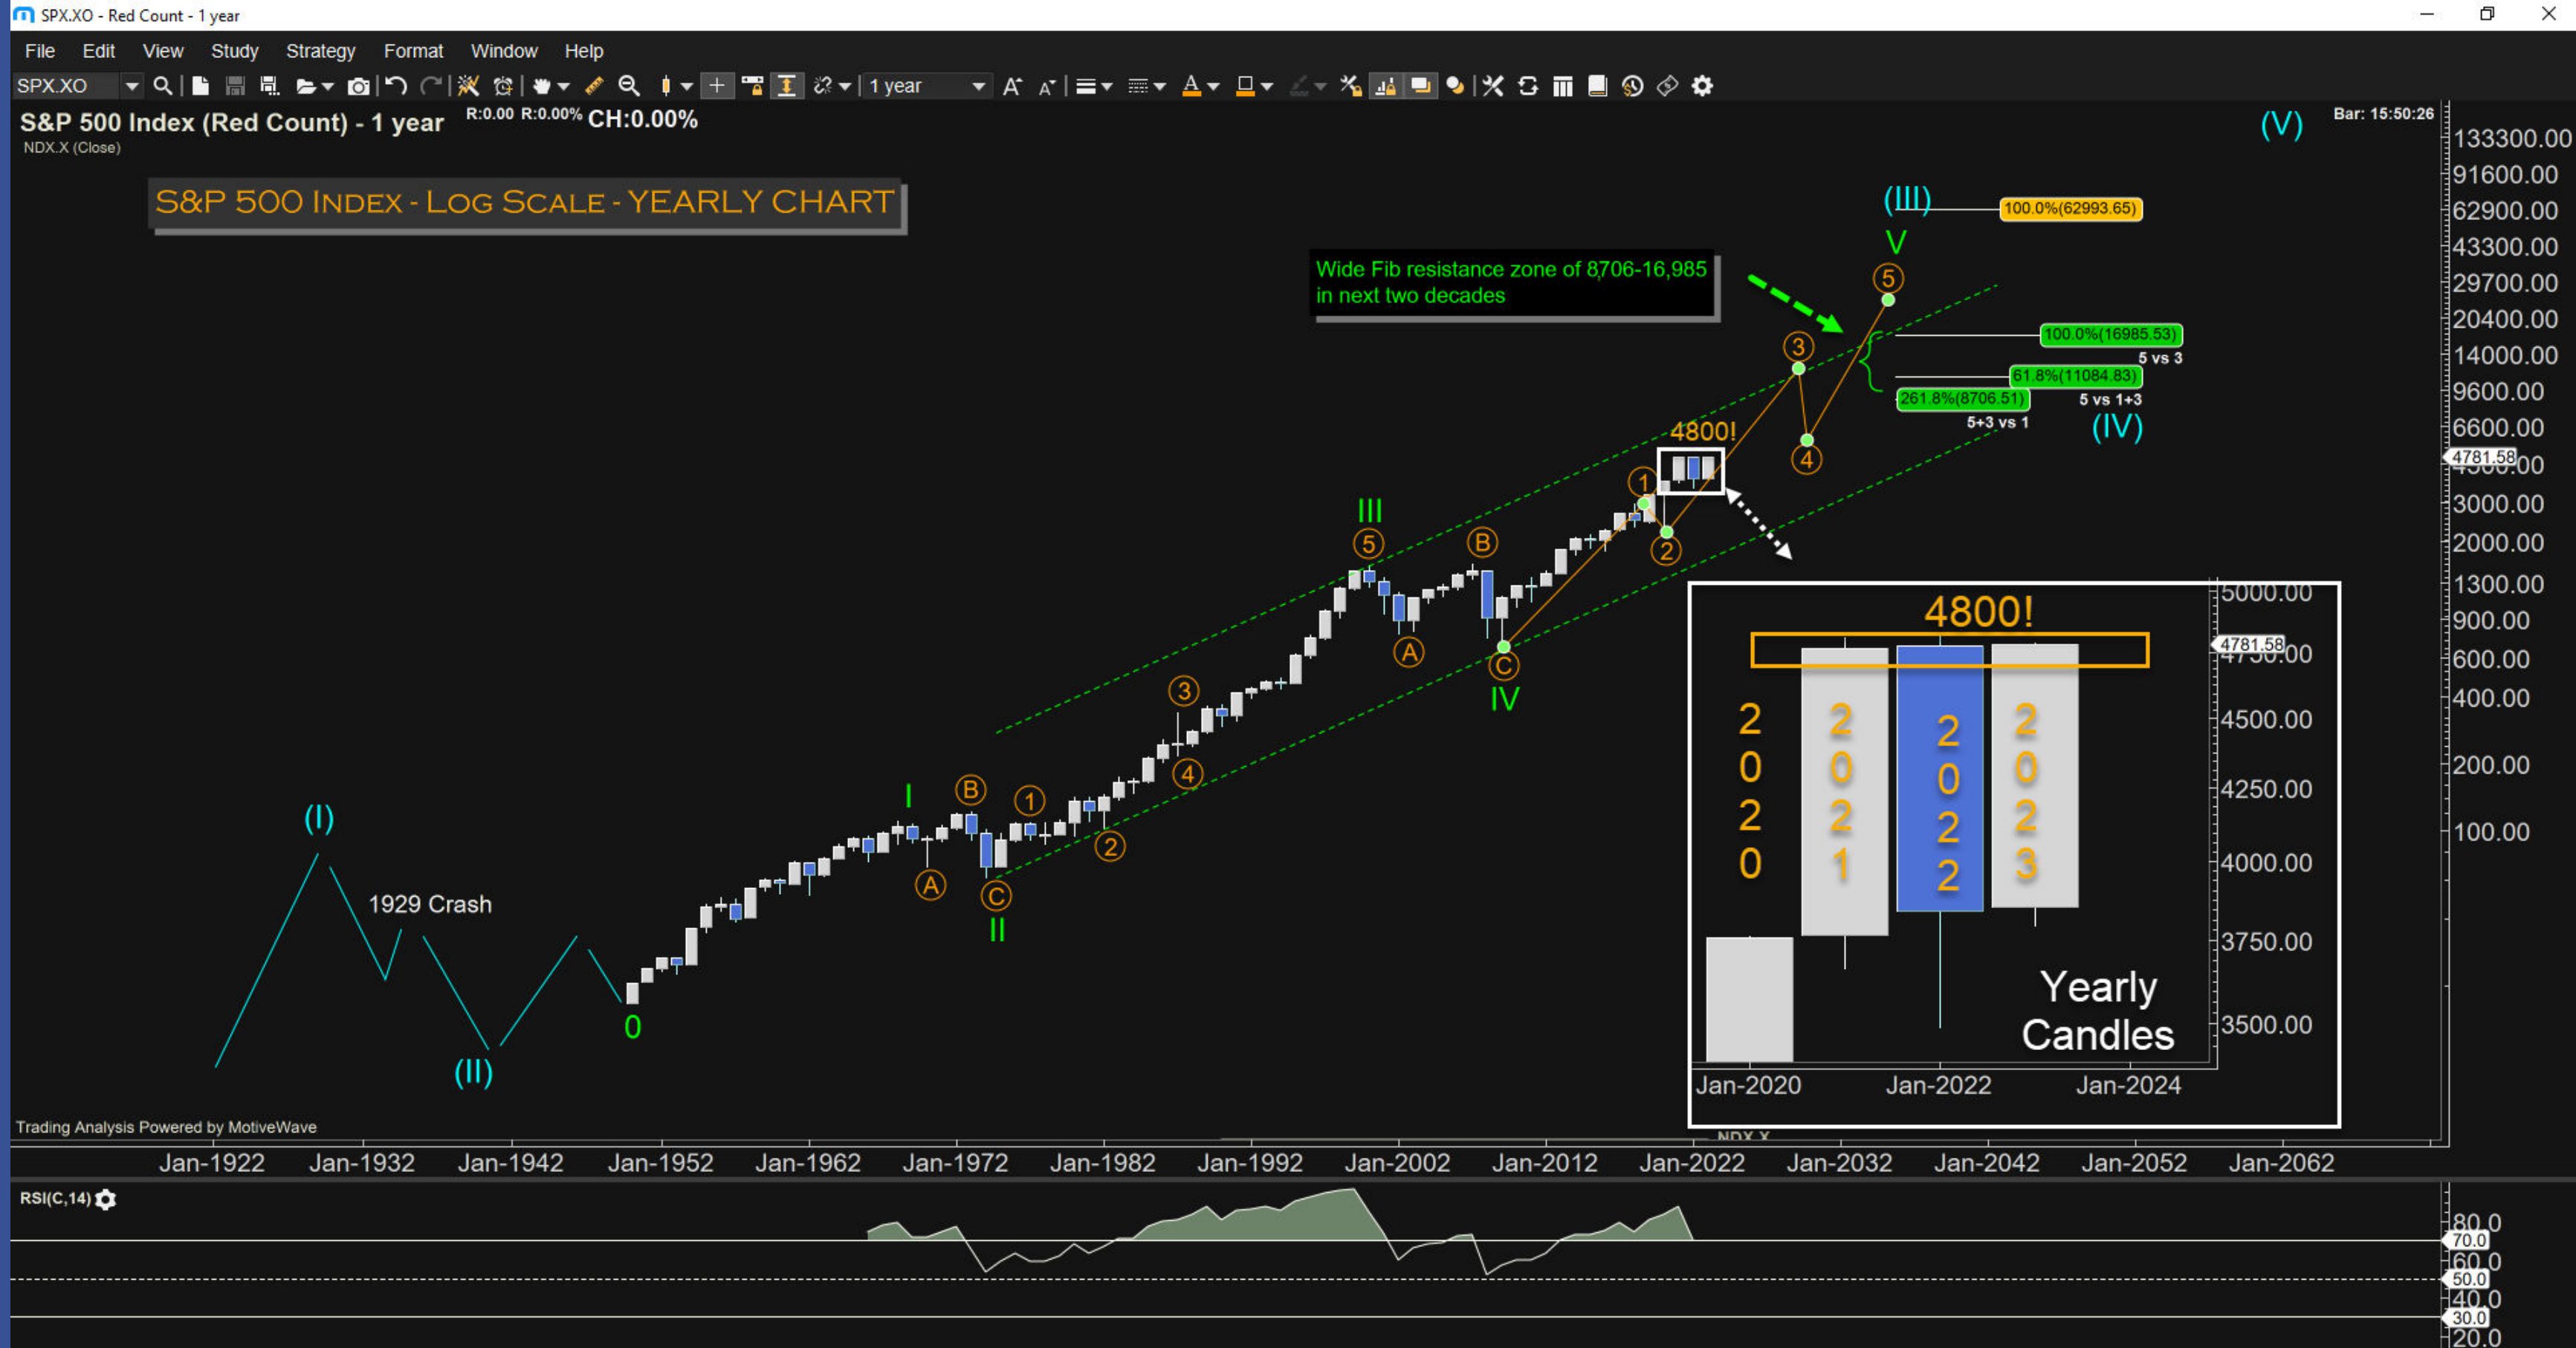 SPX.XO - Red Count - 1 year
File Edit View Study Strategy Format Window Help
SPX.XO 1 year
S&P 500 Index (Red Count) - 1 year R:0.00 R:0.00% CH:0.00%
Bar: 15:50:26
NDX.X (Close)
S&P 500 INDEX - LOG SCALE - YEARLY CHART
(V)
(III)
100.0%(62993.65)
V
5
Wide Fib resistance zone of 8,706-16,985
in next two decades
100.0%(16985.53)
5 vs 3
61.8%(11084.83)
5 vs 1+3
261.8%(8706.51)
5+3 vs 1
(IV)
3
4
4800!
1
2
III
5
B
A
C
IV
3
4
I
B
1
2
A
C
II
(I)
1929 Crash
(II)
0
133300.00
91600.00
62900.00
43300.00
29700.00
20400.00
14000.00
9600.00
6600.00
4781.58
3000.00
2000.00
1300.00
900.00
600.00
400.00
200.00
100.00
4800!
2020
2021
2022
2023
Yearly
Candles
5000.00
4781.58
4750.00
4500.00
4250.00
4000.00
3750.00
3500.00
Jan-2020 Jan-2022 Jan-2024
Trading Analysis Powered by MotiveWave
NDX.X
Jan-1922 Jan-1932 Jan-1942 Jan-1952 Jan-1962 Jan-1972 Jan-1982 Jan-1992 Jan-2002 Jan-2012 Jan-2022 Jan-2032 Jan-2042 Jan-2052 Jan-2062
RSI(C,14)
80.0
70.0
60.0
50.0
40.0
30.0
20.0